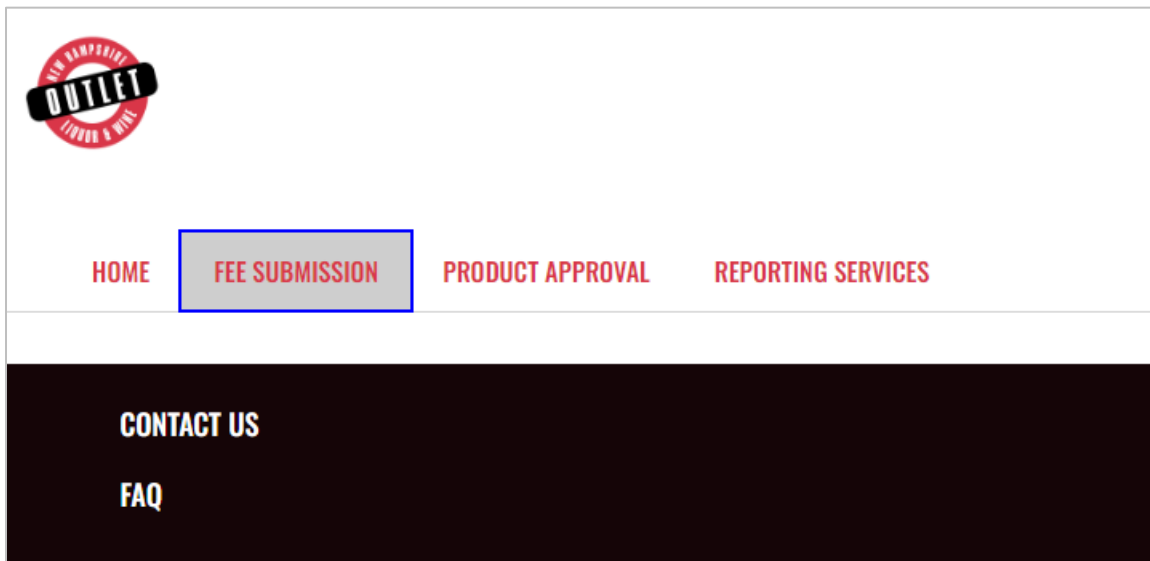 NEW HAMPSHIRE
OUTLET
LIQUOR & WINE
HOME FEE SUBMISSION PRODUCT APPROVAL REPORTING SERVICES
CONTACT US
FAQ